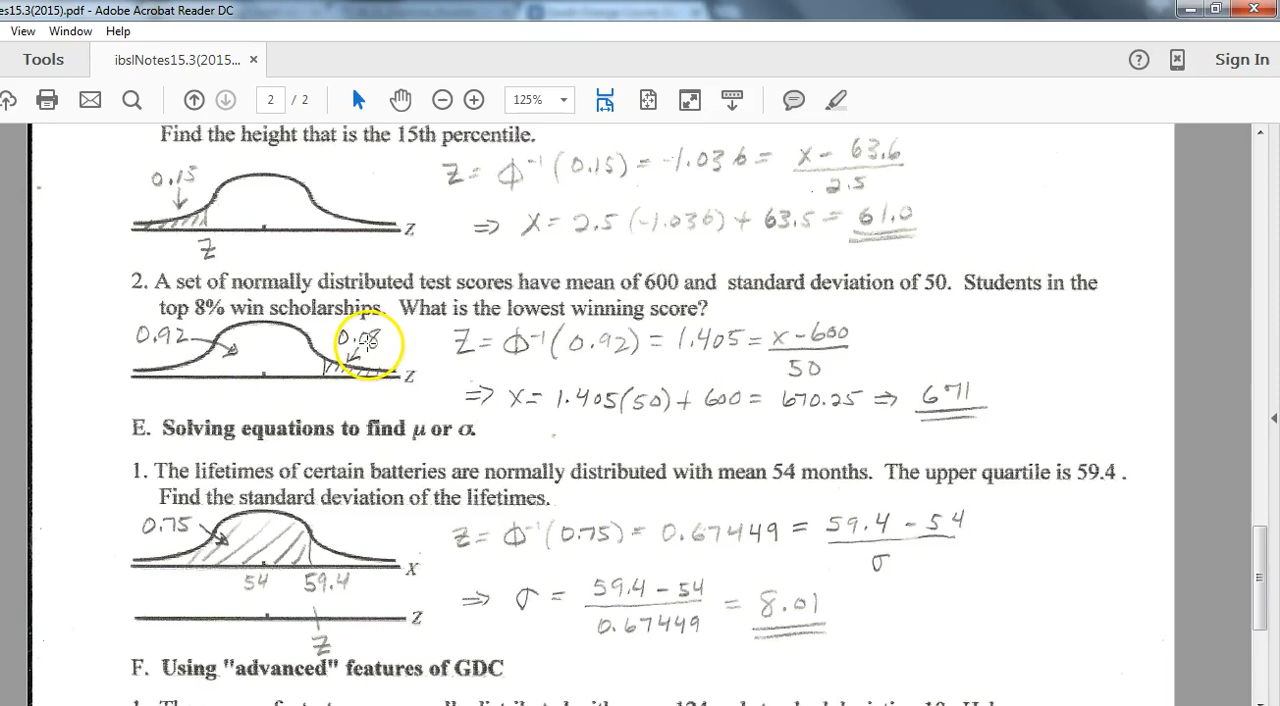 es15.3(2015).pdf - Adobe Acrobat Reader DC
View Window Help
Tools ibslNotes15.3(2015... × Sign In
2 / 2 125%
Find the height that is the 15th percentile.
0.15
Z = Φ⁻¹(0.15) = -1.036 = x - 63.6 / 2.5
⇒ x = 2.5(-1.036) + 63.5 = 61.0
Z
Z
2. A set of normally distributed test scores have mean of 600 and standard deviation of 50. Students in the
top 8% win scholarships. What is the lowest winning score?
0.92 0.08
Z
Z = Φ⁻¹(0.92) = 1.405 = x - 600 / 50
⇒ x = 1.405(50) + 600 = 670.25 ⇒ 671
E. Solving equations to find μ or α.
1. The lifetimes of certain batteries are normally distributed with mean 54 months. The upper quartile is 59.4 .
Find the standard deviation of the lifetimes.
0.75
54 59.4
X
Z
Z
Z = Φ⁻¹(0.75) = 0.67449 = 59.4 - 54 / σ
⇒ σ = 59.4 - 54 / 0.67449 = 8.01
F. Using "advanced" features of GDC